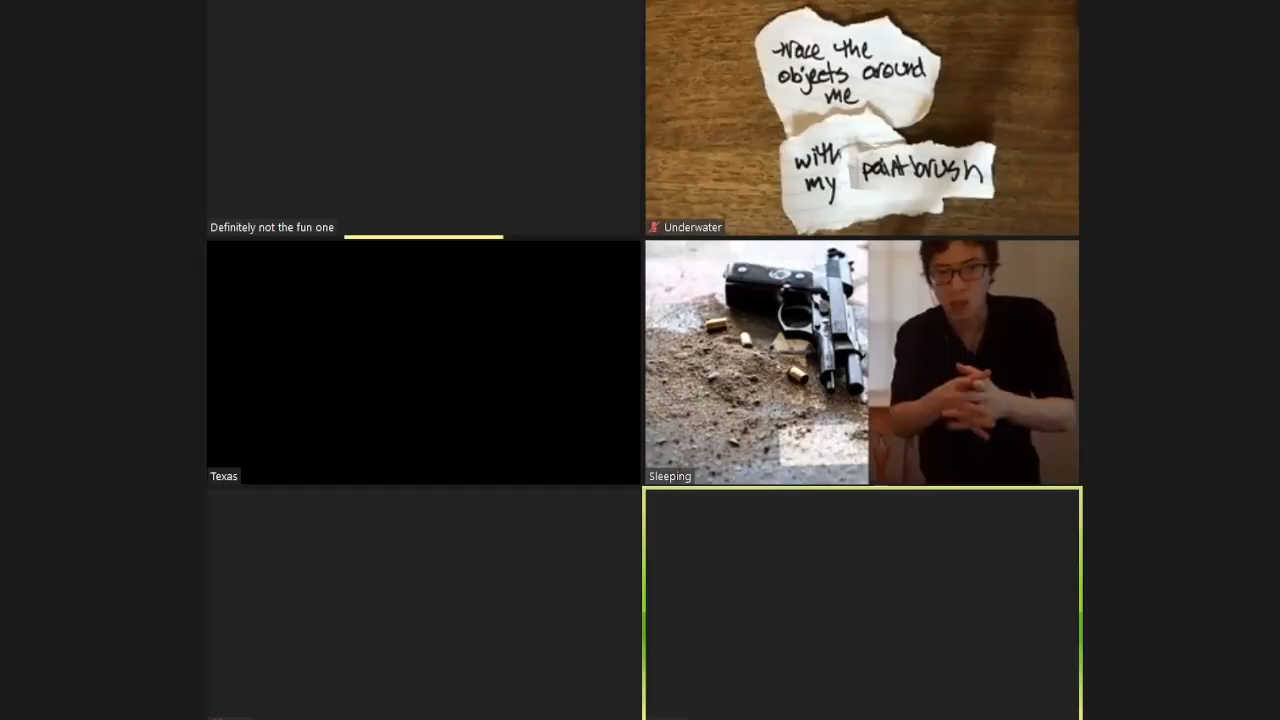 trace the
objects around
me
with
my
paintbrush
Definitely not the fun one
Underwater
Texas
Sleeping